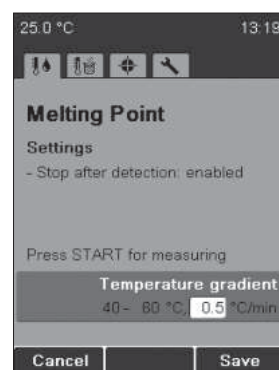 25.0 °C 13:19
Melting Point
Settings
- Stop after detection: enabled
Press START for measuring
Temperature gradient
40 - 60 °C, 0.5 °C/min
Cancel Save